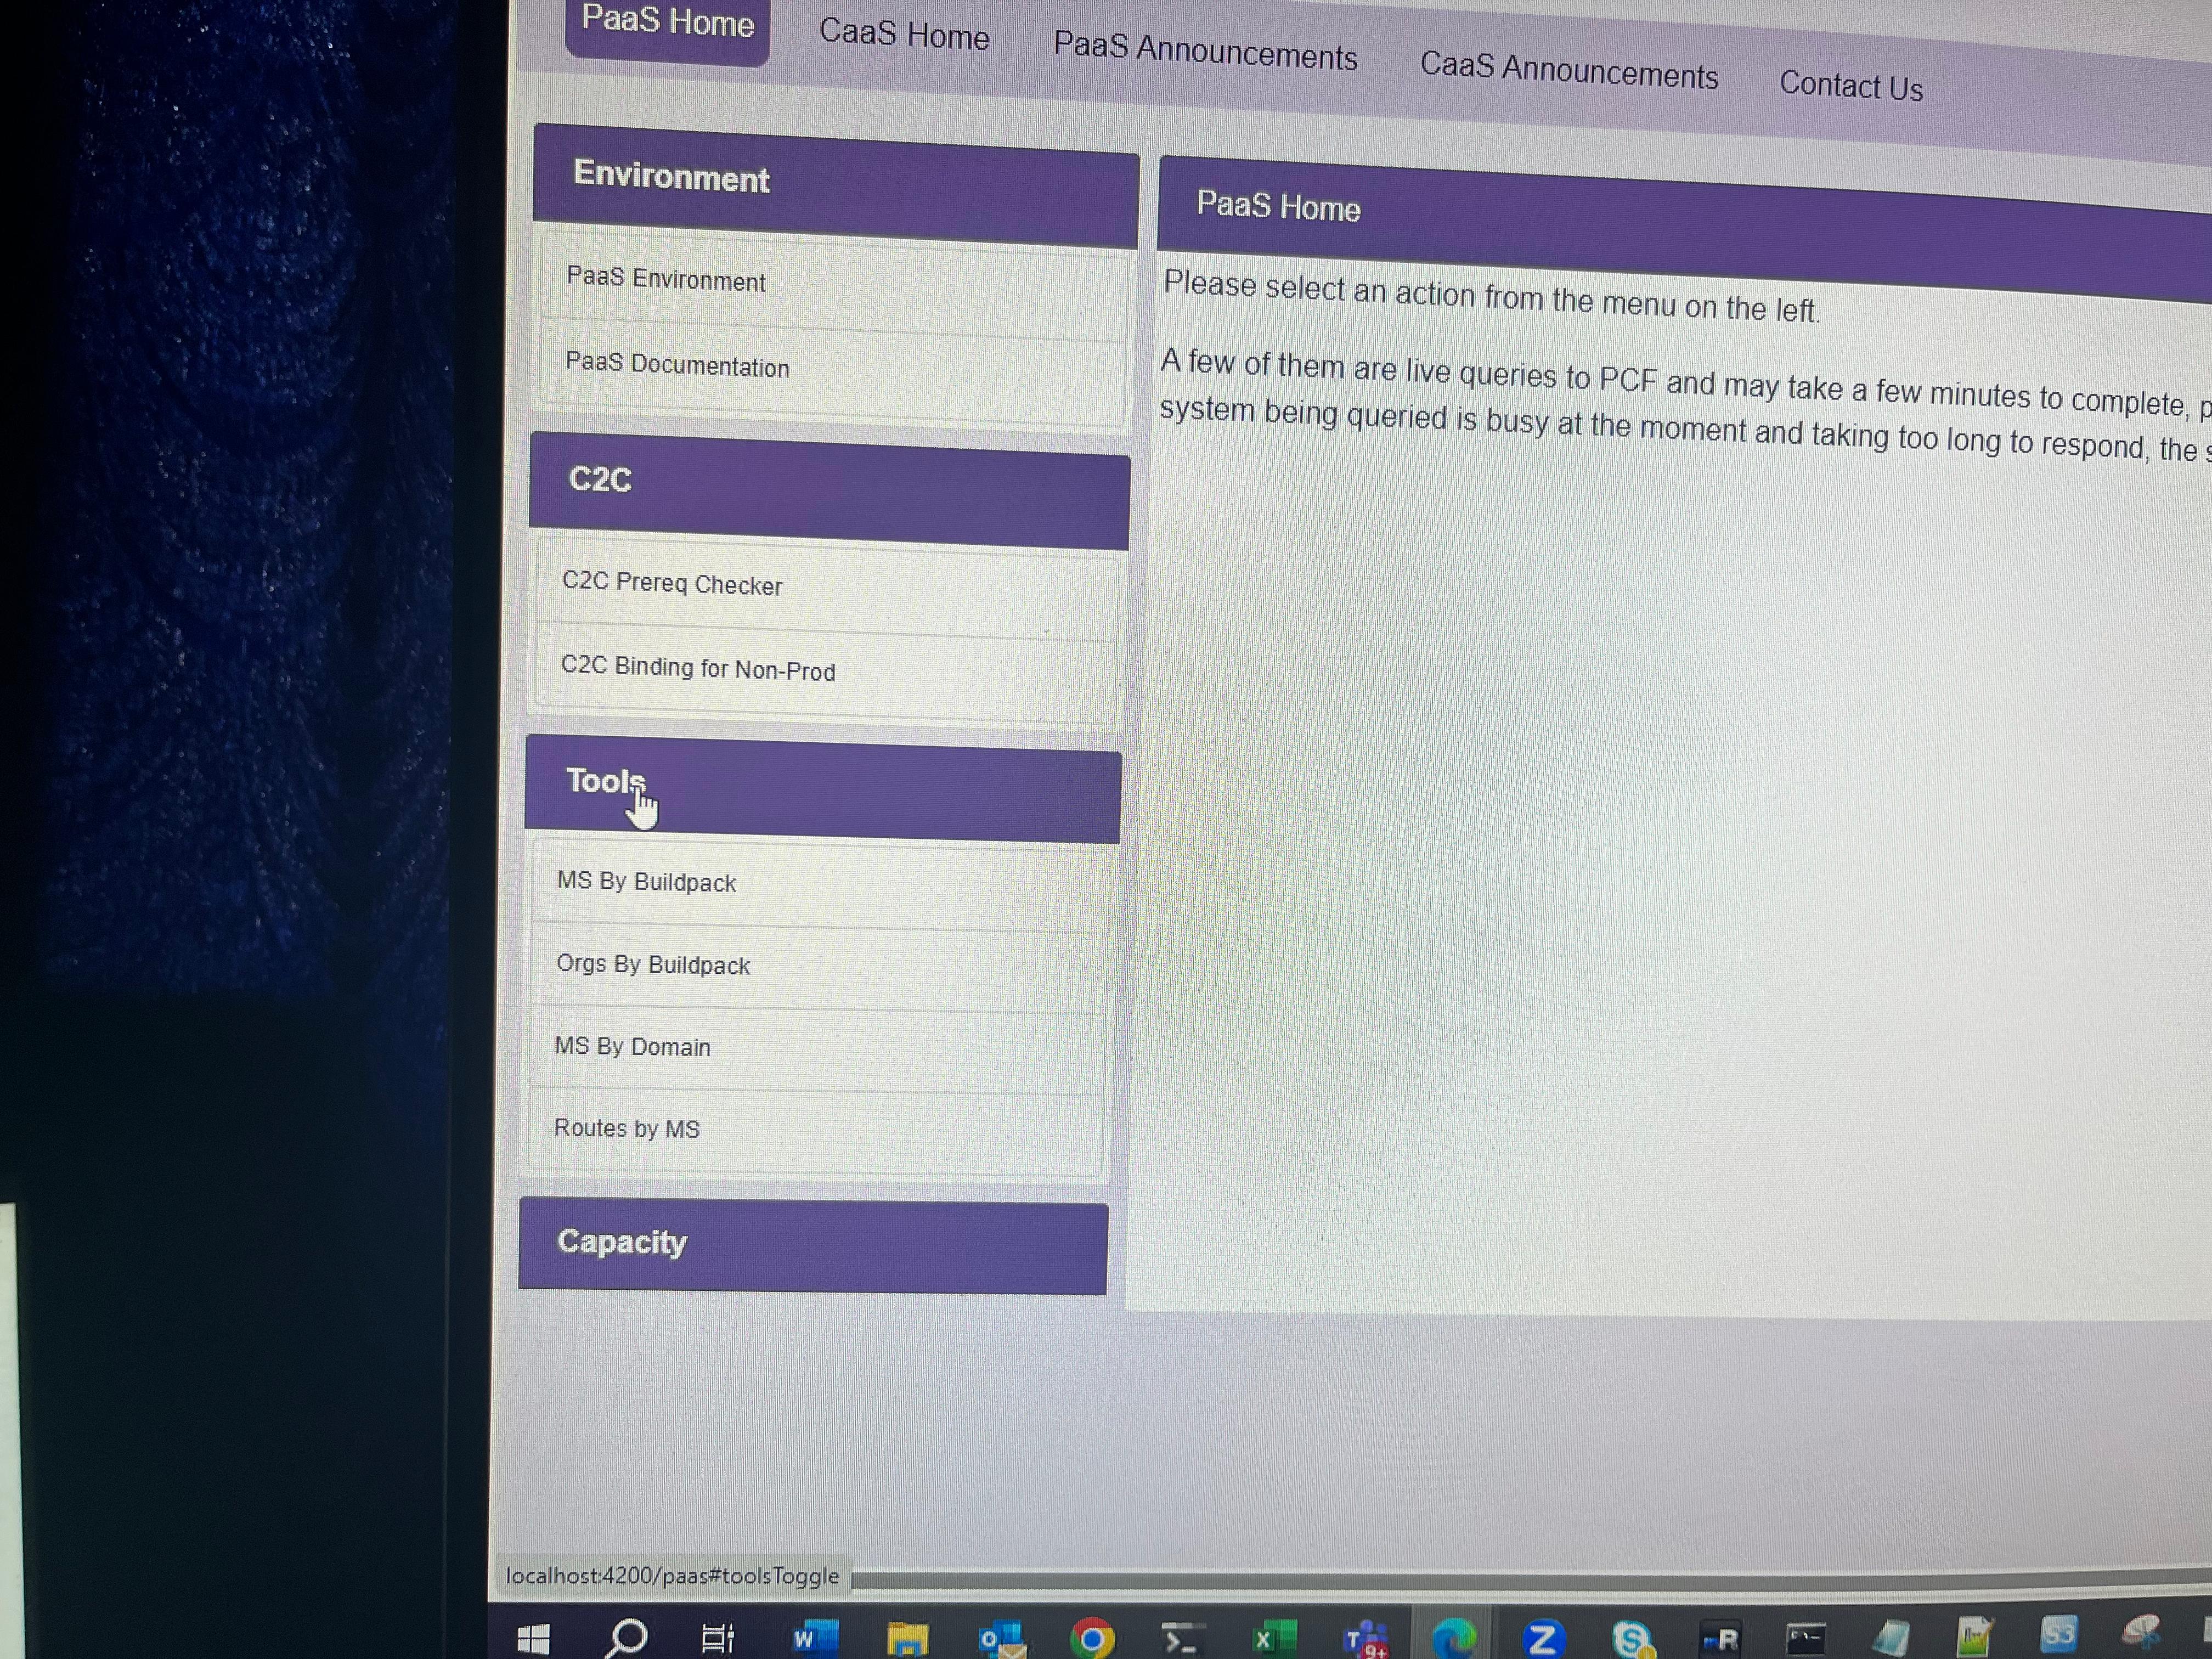 PaaS Home
CaaS Home
PaaS Announcements
CaaS Announcements
Contact Us
Environment
PaaS Environment
PaaS Documentation
C2C
C2C Prereq Checker
C2C Binding for Non-Prod
Tools
MS By Buildpack
Orgs By Buildpack
MS By Domain
Routes by MS
Capacity
PaaS Home
Please select an action from the menu on the left.
A few of them are live queries to PCF and may take a few minutes to complete, p
system being queried is busy at the moment and taking too long to respond, the s
localhost:4200/paas#toolsToggle
W
O
>_
X
T
9+
Z
S
R
S3